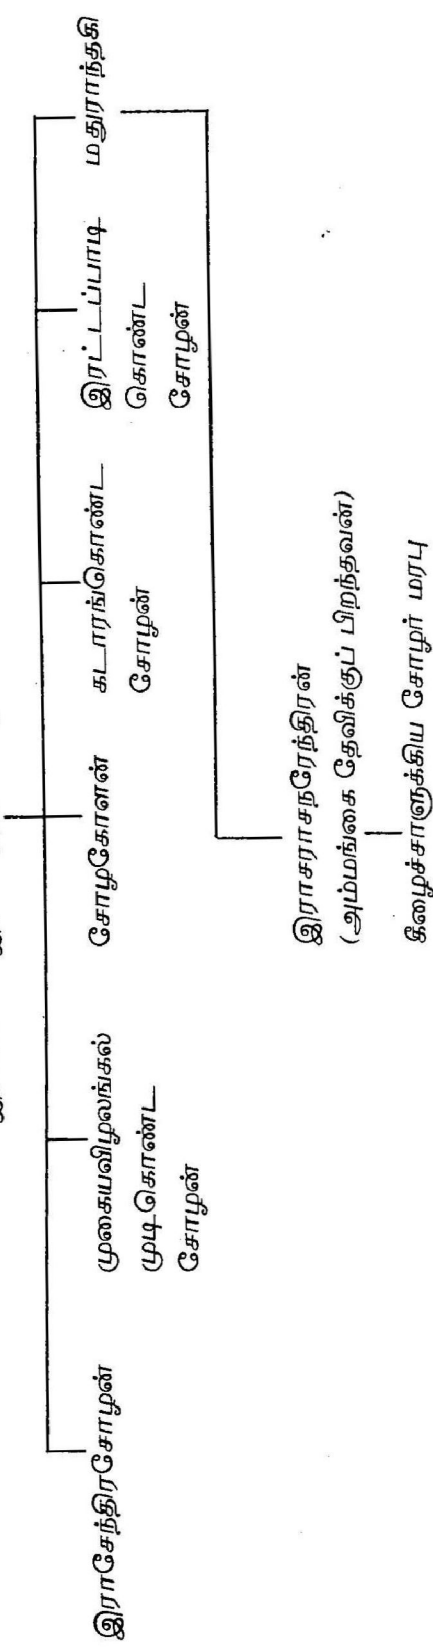 இராசேந்திரசோழன்
முகையவிழலங்கல்
முடிகொண்ட
சோழன்
சோழகேரளன்
கடாரங்கொண்ட
சோழன்
இரட்டப்பாடி
கொண்ட
சோழன்
மதுராந்தகி
இராசராசநரேந்திரன்
(அம்மங்கை தேவிக்குப் பிறந்தவன்)
கீழைச்சாளுக்கிய சோழர் மரபு